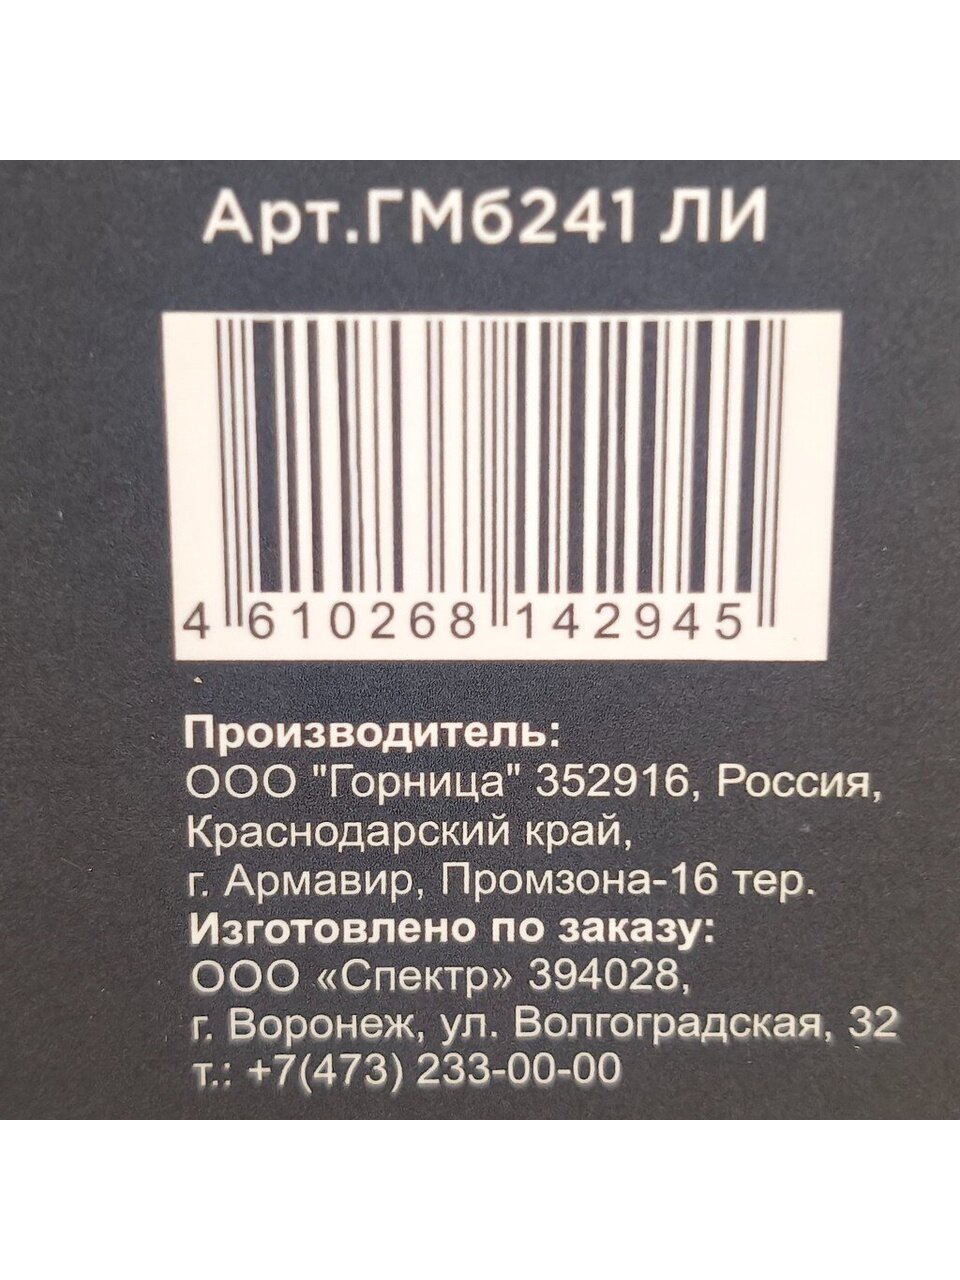 Арт.ГМ6241 ЛИ
4 610268 142945
Производитель:
ООО "Горница" 352916, Россия,
Краснодарский край,
г. Армавир, Промзона-16 тер.
Изготовлено по заказу:
ООО «Спектр» 394028,
г. Воронеж, ул. Волгоградская, 32
т.: +7(473) 233-00-00